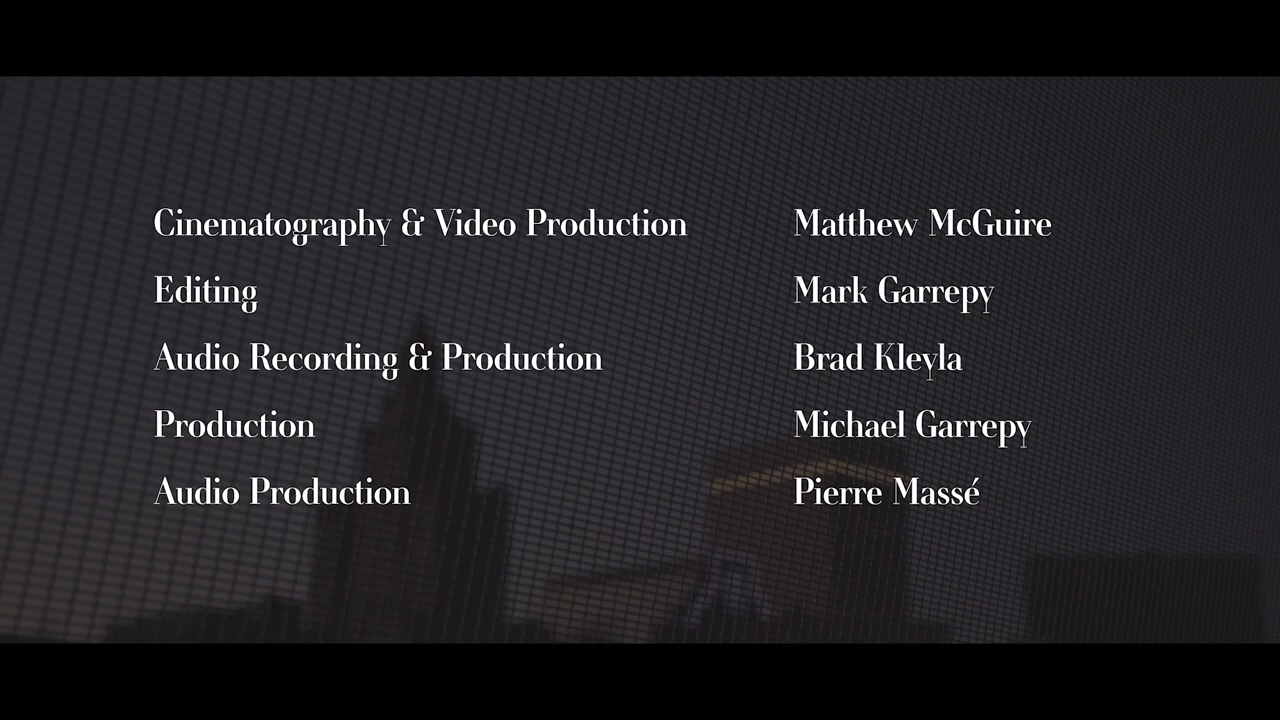 Cinematography & Video Production Matthew McGuire
Editing Mark Garrepy
Audio Recording & Production Brad Kleyla
Production Michael Garrepy
Audio Production Pierre Massé